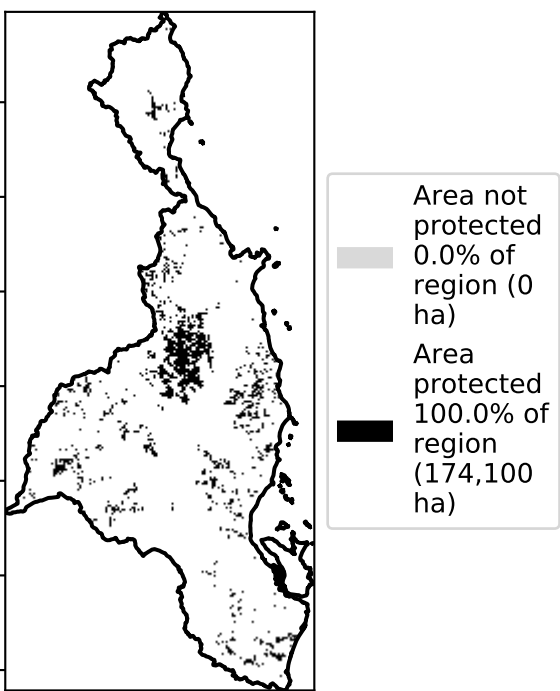 Area not
protected
0.0% of
region (0
ha)
Area
protected
100.0% of
region
(174,100
ha)